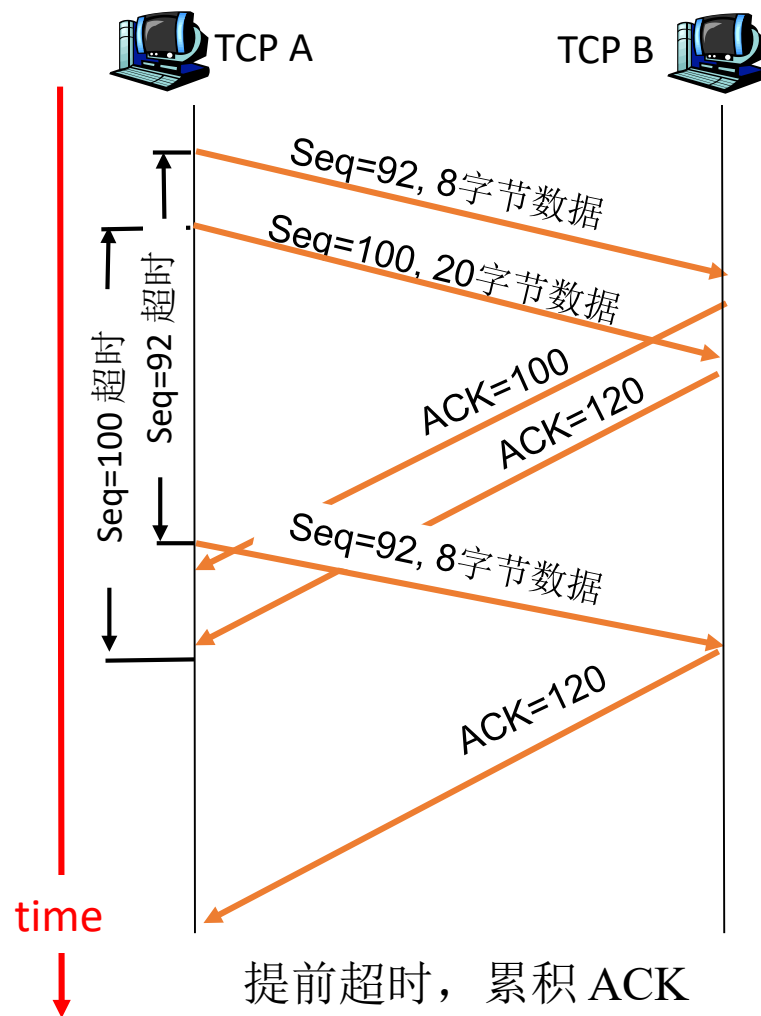 TCP A
TCP B
Seq=92, 8字节数据
Seq=100, 20字节数据
Seq=100 超时
Seq=92 超时
ACK=100
ACK=120
Seq=92, 8字节数据
ACK=120
time
提前超时，累积 ACK